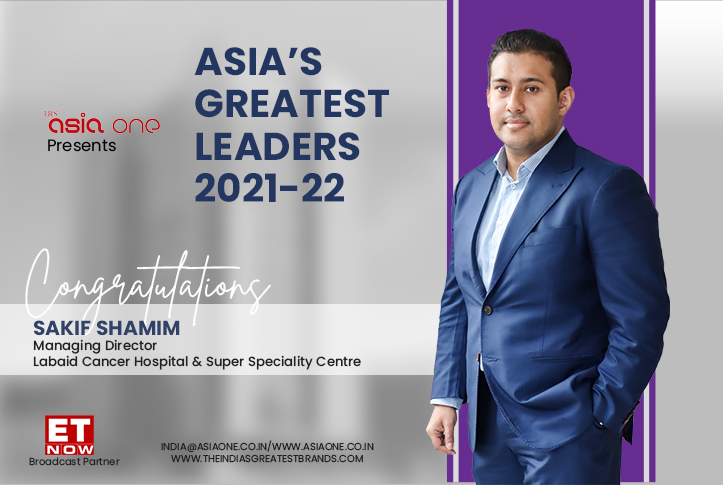 TRS
asia one
Presents
ASIA'S
GREATEST
LEADERS
2021-22
Congratulations
SAKIF SHAMIM
Managing Director
Labaid Cancer Hospital & Super Speciality Centre
ET
NOW
Broadcast Partner
INDIA@ASIAONE.CO.IN/WWW.ASIAONE.CO.IN
WWW.THEINDIASGREATESTBRANDS.COM